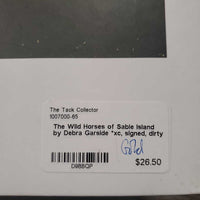 The Tack Collector
1007000-65
The Wild Horses of Sable Island
by Debra Garside *xc, signed, dirty
Gold
$26.50